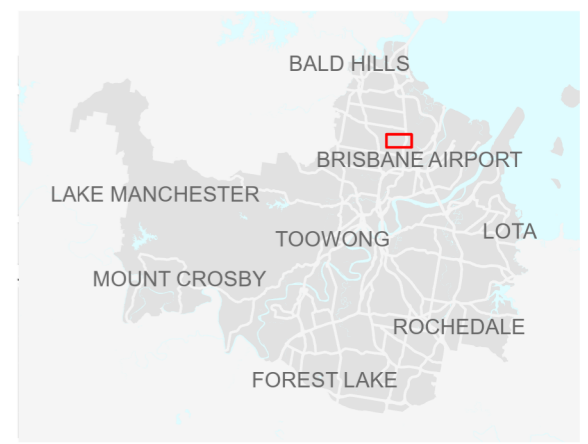 BALD HILLS
BRISBANE AIRPORT
LAKE MANCHESTER
TOOWONG
LOTA
MOUNT CROSBY
ROCHEDALE
FOREST LAKE